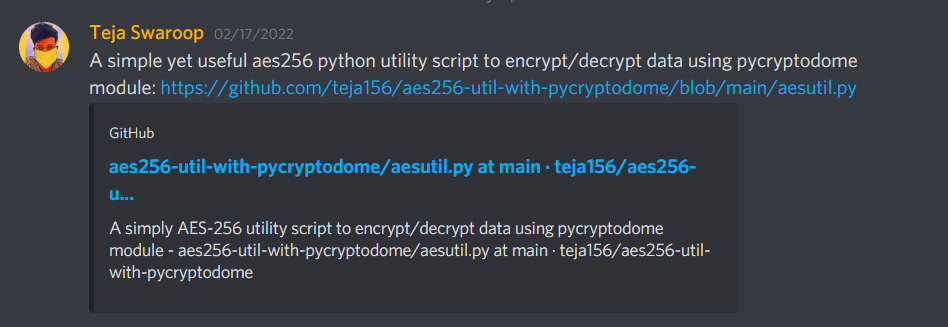 Teja Swaroop 02/17/2022
A simple yet useful aes256 python utility script to encrypt/decrypt data using pycryptodome
module: https://github.com/teja156/aes256-util-with-pycryptodome/blob/main/aesutil.py
GitHub
aes256-util-with-pycryptodome/aesutil.py at main · teja156/aes256-
u...
A simply AES-256 utility script to encrypt/decrypt data using pycryptodome
module - aes256-util-with-pycryptodome/aesutil.py at main · teja156/aes256-util-
with-pycryptodome